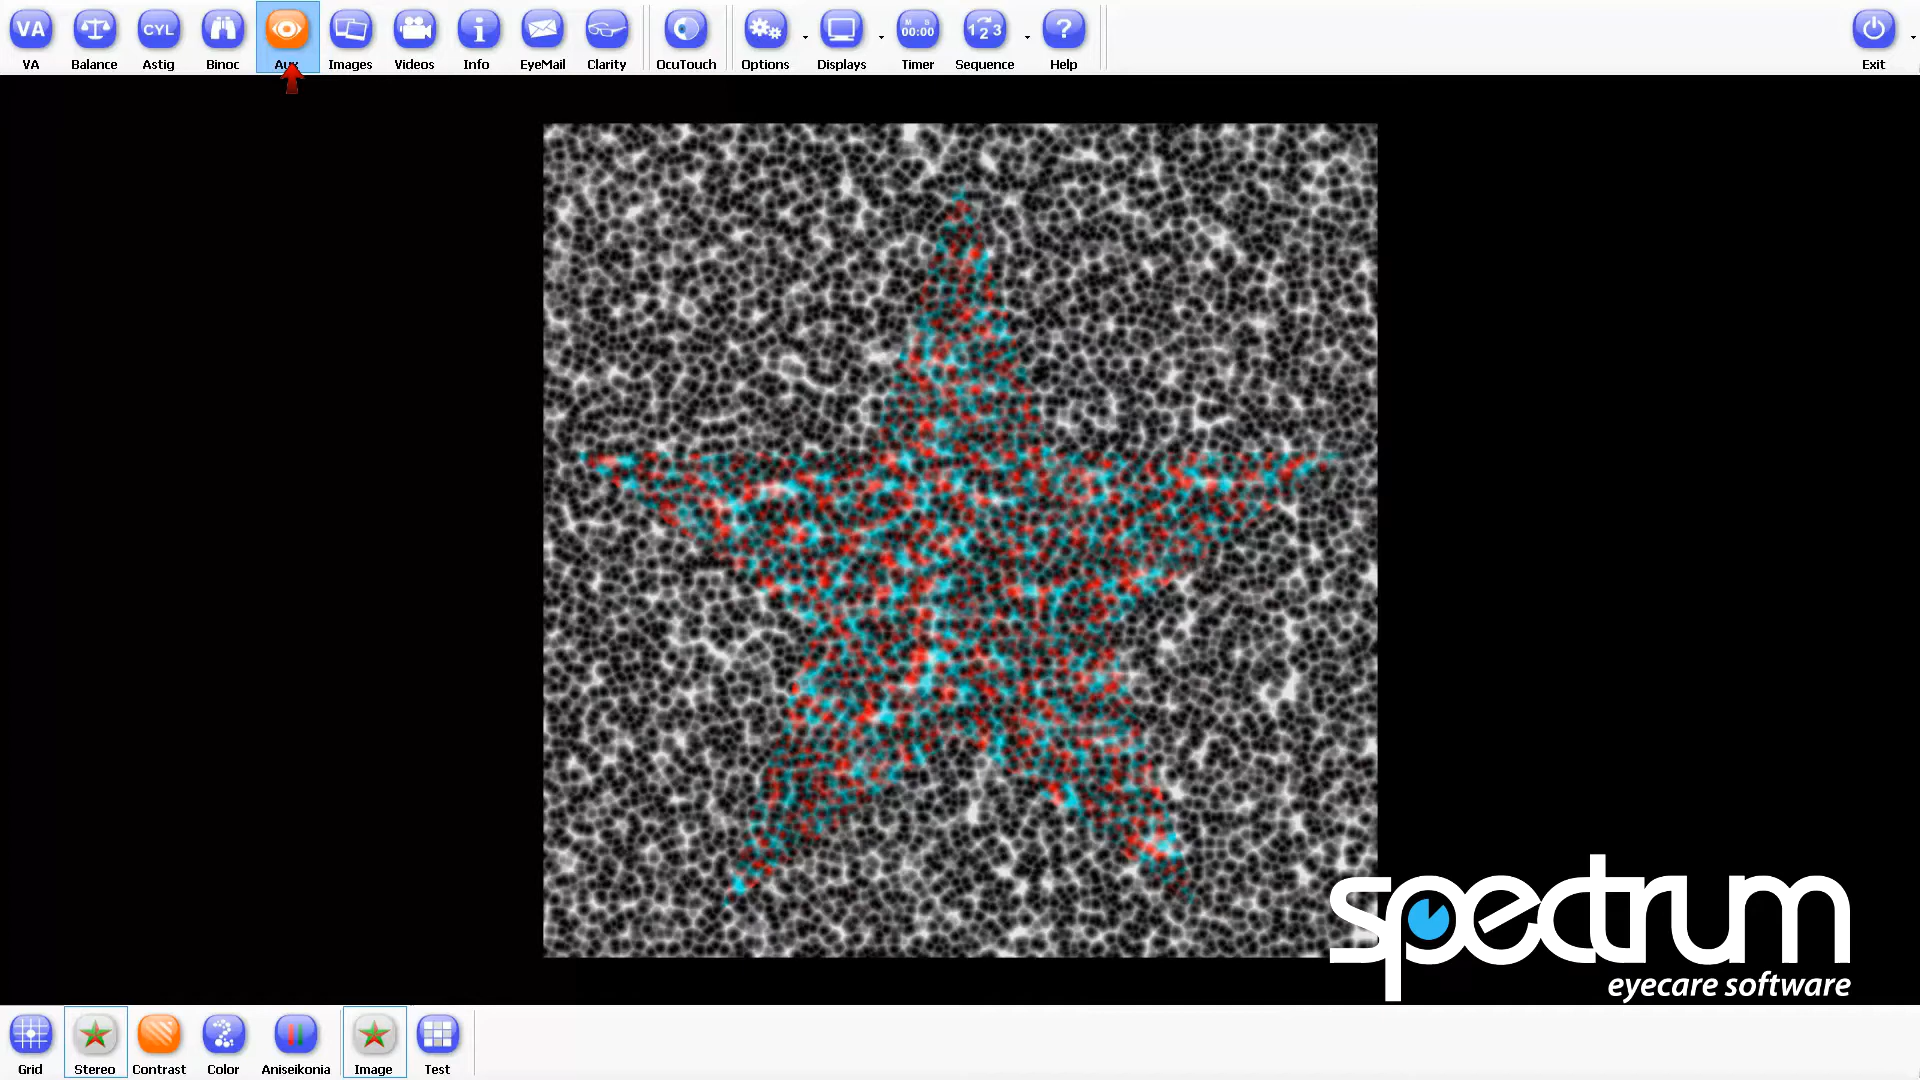 VA CYL i M S 00:00 1 2 3 ?
VA Balance Astig Binoc Aux Images Videos Info EyeMail Clarity OcuTouch Options Displays Timer Sequence Help Exit
spectrum
eyecare software
Grid Stereo Contrast Color Aniseikonia Image Test